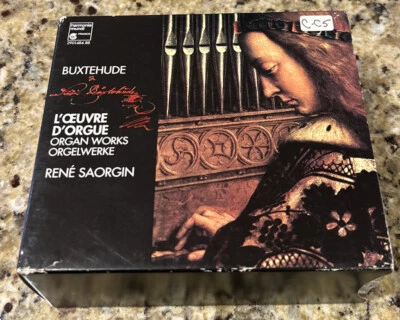 harmonia
mundi
C-C5
BUXTEHUDE
L'ŒUVRE
D'ORGUE
ORGAN WORKS
ORGELWERKE
RENÉ SAORGIN